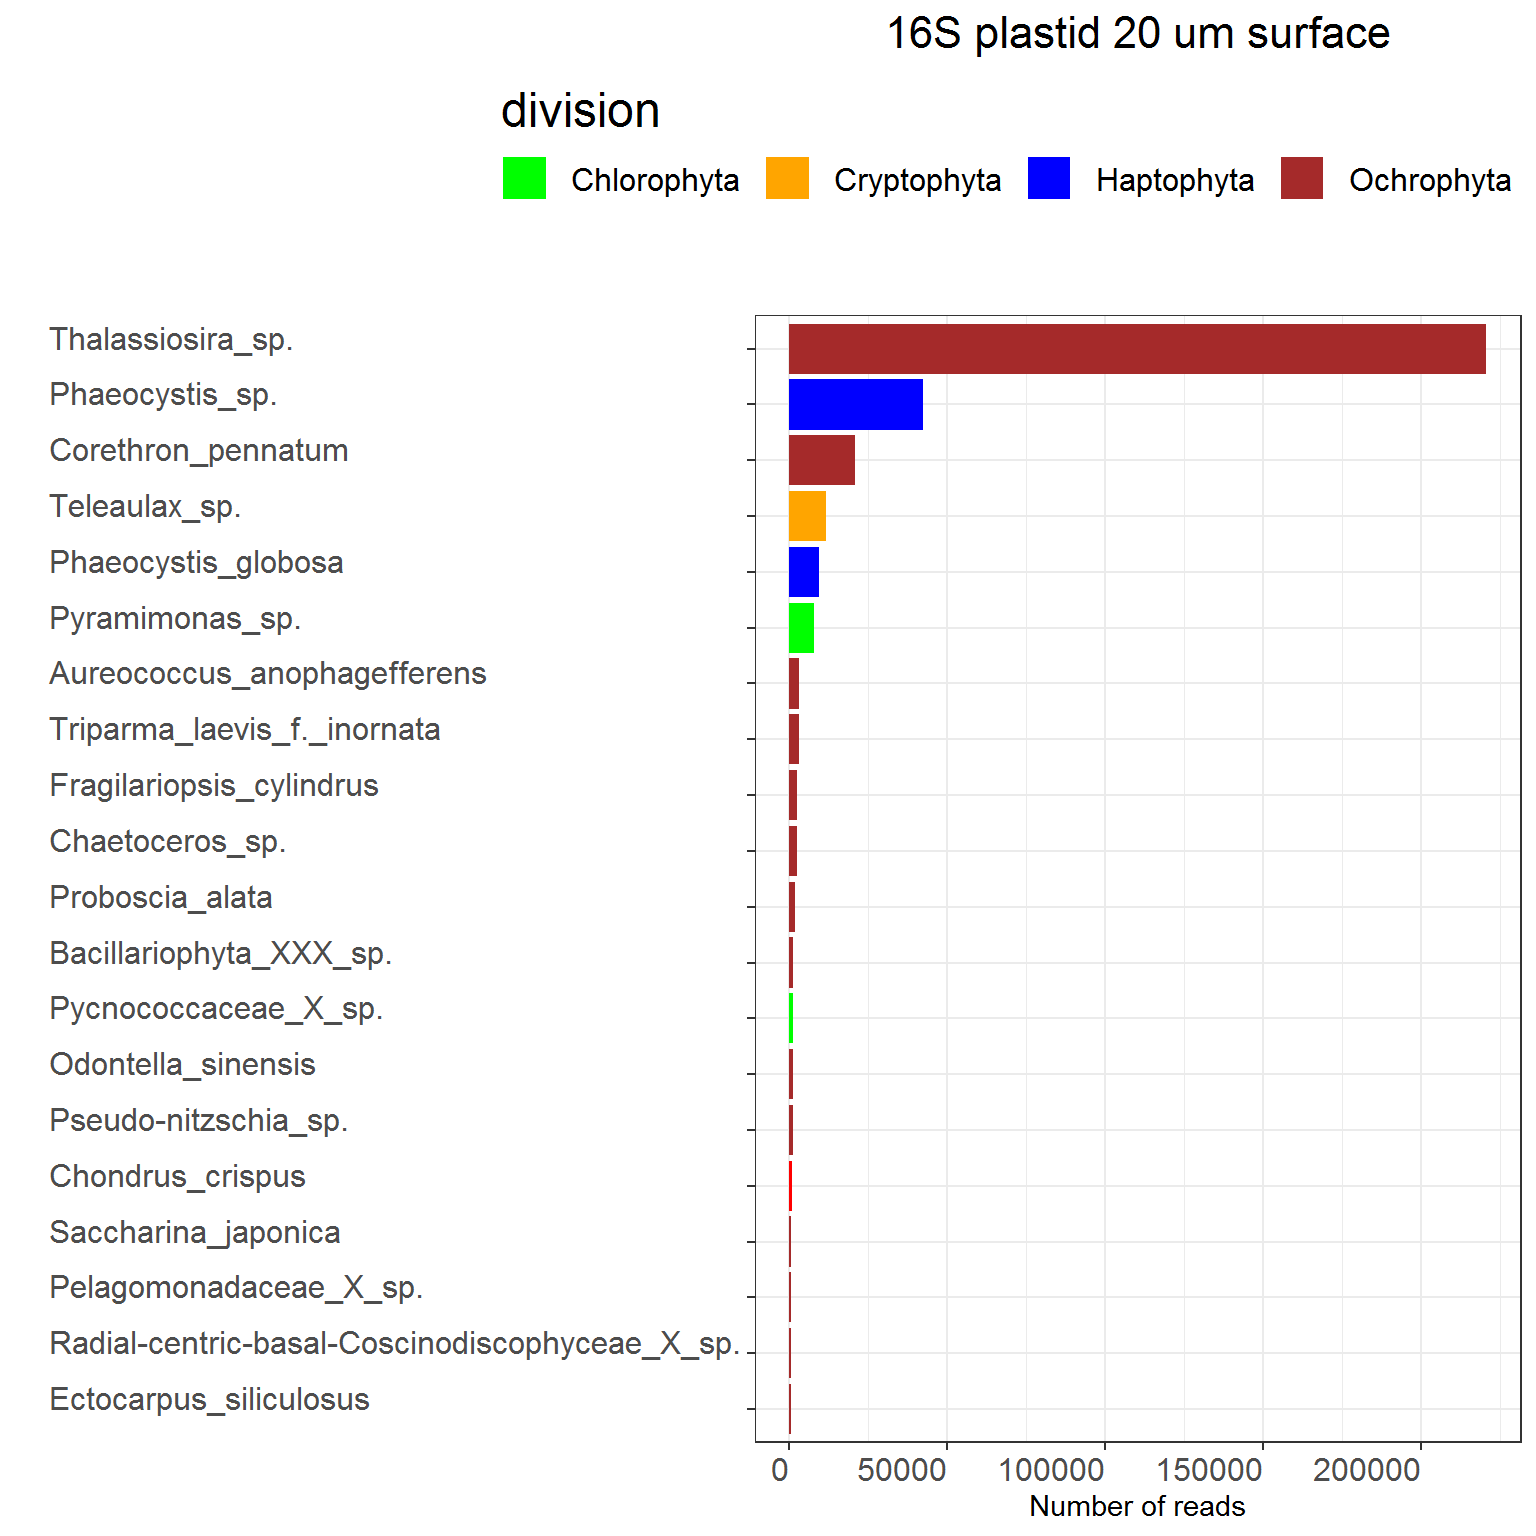 16S plastid 20 um surface
division
Chlorophyta Cryptophyta Haptophyta Ochrophyta
Thalassiosira_sp.
Phaeocystis_sp.
Corethron_pennatum
Teleaulax_sp.
Phaeocystis_globosa
Pyramimonas_sp.
Aureococcus_anophagefferens
Triparma_laevis_f._inornata
Fragilariopsis_cylindrus
Chaetoceros_sp.
Proboscia_alata
Bacillariophyta_XXX_sp.
Pycnococcaceae_X_sp.
Odontella_sinensis
Pseudo-nitzschia_sp.
Chondrus_crispus
Saccharina_japonica
Pelagomonadaceae_X_sp.
Radial-centric-basal-Coscinodiscophyceae_X_sp.
Ectocarpus_siliculosus
0 50000 100000 150000 200000
Number of reads